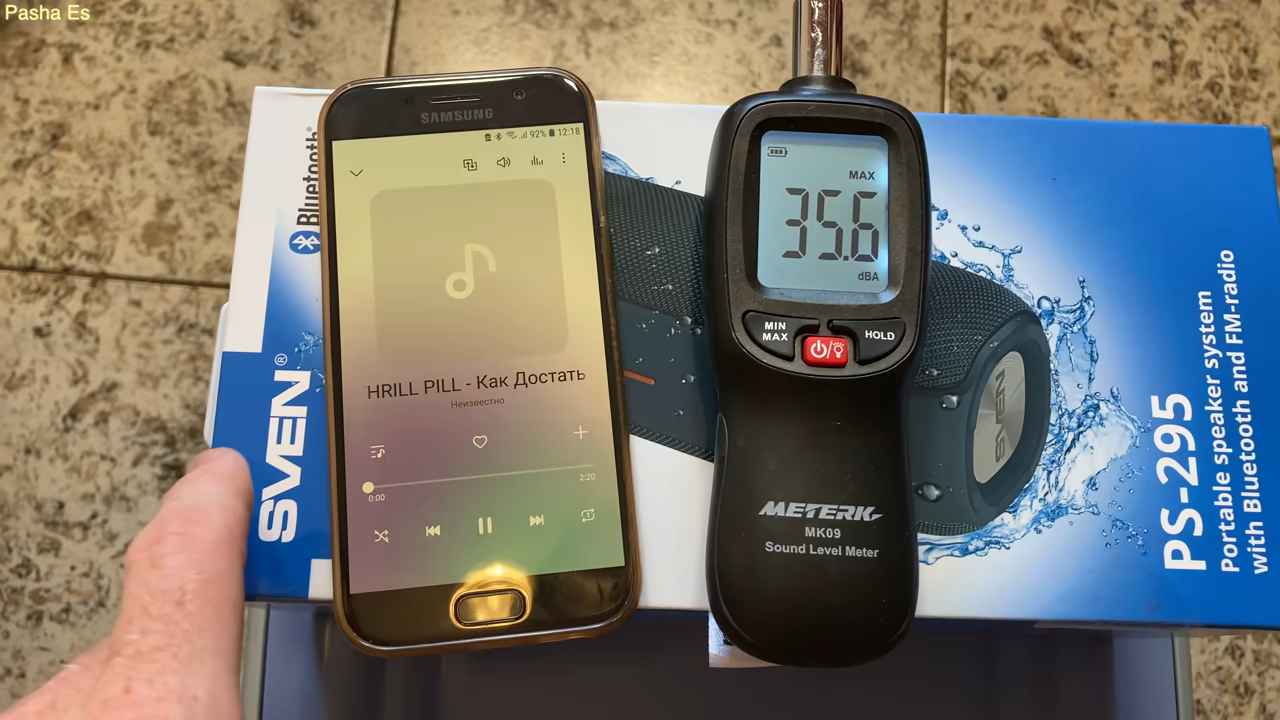 Pasha Es
Bluetooth®
SVEN®
SAMSUNG
92% 12:18
HRILL PILL - Как Достать
Неизвестно
0:00
2:20
MAX
35.6
dBA
MIN
MAX
HOLD
METERK
MK09
Sound Level Meter
SVEN
PS-295
Portable speaker system
with Bluetooth and FM-radio